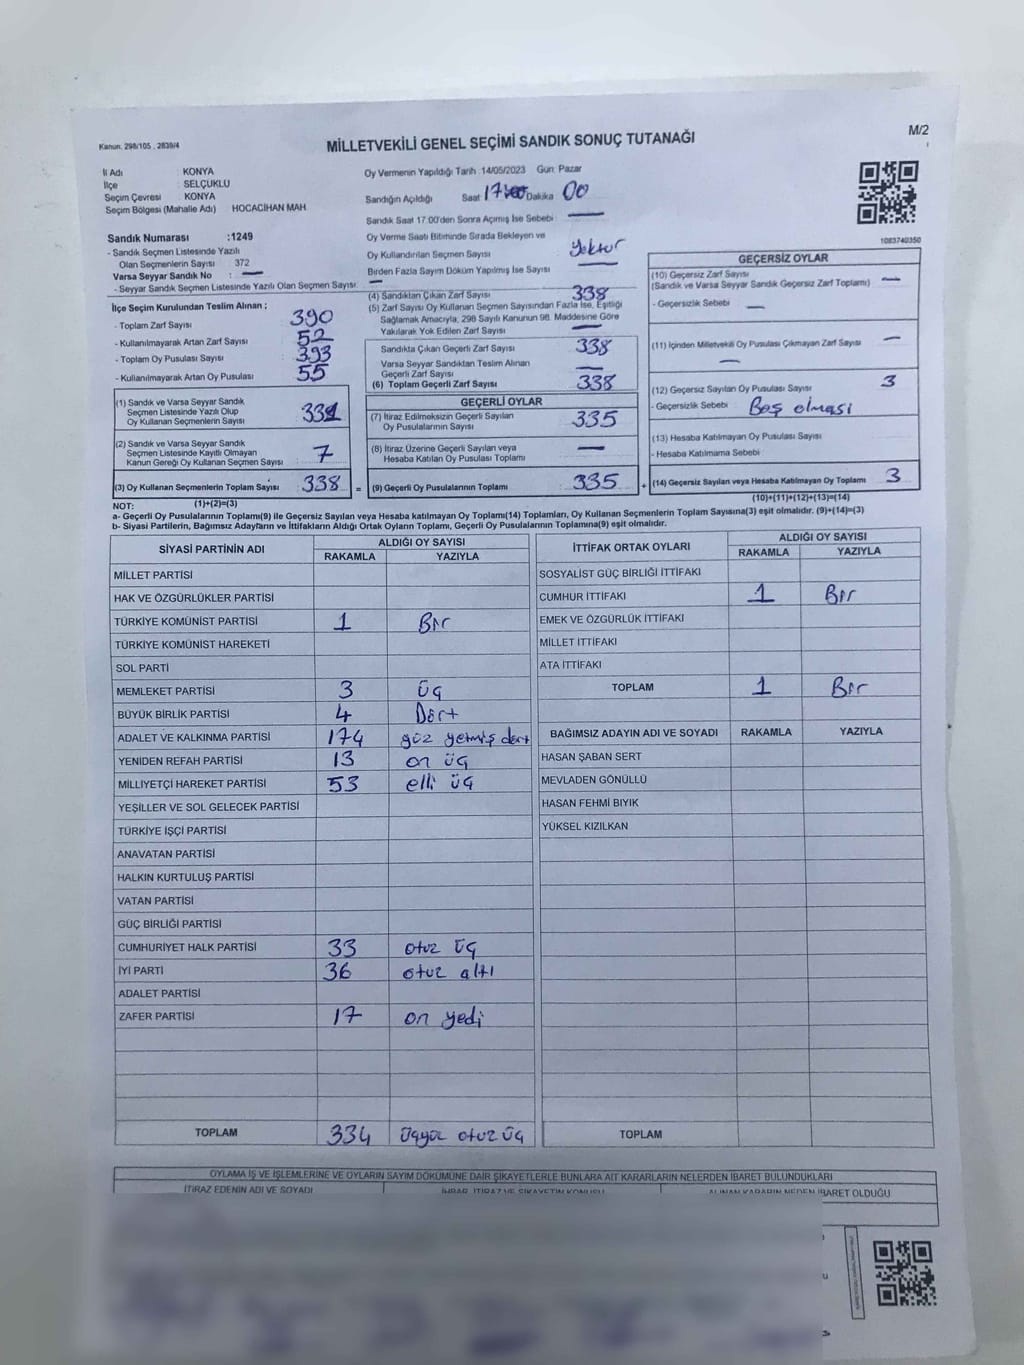 Kanun: 298/105 , 2839/4
MİLLETVEKİLİ GENEL SEÇİMİ SANDIK SONUÇ TUTANAĞI
M/2
İl Adı : KONYA
İlçe : SELÇUKLU
Seçim Çevresi : KONYA
Seçim Bölgesi (Mahalle Adı) HOCACİHAN MAH.
Oy Vermenin Yapıldığı Tarih :14/05/2023 Gün: Pazar
Sandığın Açıldığı Saat 17 Dakika 00
Sandık Saat 17:00'den Sonra Açımış İse Sebebi : —
Oy Verme Saati Bitiminde Sırada Bekleyen ve
Oy Kullandırılan Seçmen Sayısı : Yoktur
Birden Fazla Sayım Döküm Yapılmış İse Sayısı —
Sandık Numarası :1249
- Sandık Seçmen Listesinde Yazılı
Olan Seçmenlerin Sayısı : 372
Varsa Seyyar Sandık No : —
- Seyyar Sandık Seçmen Listesinde Yazılı Olan Seçmen Sayısı: —
İlçe Seçim Kurulundan Teslim Alınan ;
- Toplam Zarf Sayısı : 390
- Kullanılmayarak Artan Zarf Sayısı : 52
- Toplam Oy Pusulası Sayısı : 393
- Kullanılmayarak Artan Oy Pusulası : 55
(1) Sandık ve Varsa Seyyar Sandık
Seçmen Listesinde Yazılı Olup
Oy Kullanan Seçmenlerin Sayısı : 331
(2) Sandık ve Varsa Seyyar Sandık
Seçmen Listesinde Kayıtlı Olmayan
Kanun Gereği Oy Kullanan Seçmen Sayısı : 7
(3) Oy Kullanan Seçmenlerin Toplam Sayısı : 338
(1)+(2)=(3)
(4) Sandıktan Çıkan Zarf Sayısı 338
(5) Zarf Sayısı Oy Kullanan Seçmen Sayısından Fazla İse, Eşitliği
Sağlamak Amacıyla, 298 Sayılı Kanunun 98. Maddesine Göre
Yakılarak Yok Edilen Zarf Sayısı —
Sandıkta Çıkan Geçerli Zarf Sayısı 338
Varsa Seyyar Sandıktan Teslim Alınan
Geçerli Zarf Sayısı —
(6) Toplam Geçerli Zarf Sayısı 338
GEÇERLİ OYLAR
(7) İtiraz Edilmeksizin Geçerli Sayılan
Oy Pusulalarının Sayısı 335
(8) İtiraz Üzerine Geçerli Sayılan veya
Hesaba Katılan Oy Pusulası Toplamı —
= (9) Geçerli Oy Pusulalarının Toplamı 335
1083740350
GEÇERSİZ OYLAR
(10) Geçersiz Zarf Sayısı
(Sandık ve Varsa Seyyar Sandık Geçersiz Zarf Toplamı) —
- Geçersizlik Sebebi : —
(11) İçinden Milletvekili Oy Pusulası Çıkmayan Zarf Sayısı —
—
(12) Geçersiz Sayılan Oy Pusulası Sayısı 3
- Geçersizlik Sebebi : Boş olması
(13) Hesaba Katılmayan Oy Pusulası Sayısı
- Hesaba Katılmama Sebebi
+ (14) Geçersiz Sayılan veya Hesaba Katılmayan Oy Toplamı 3
(10)+(11)+(12)+(13)=(14)
NOT:
a- Geçerli Oy Pusulalarının Toplamı(9) ile Geçersiz Sayılan veya Hesaba Katılmayan Oy Toplamı(14) Toplamları, Oy Kullanan Seçmenlerin Toplam Sayısına(3) eşit olmalıdır. (9)+(14)=(3)
b- Siyasi Partilerin, Bağımsız Adayların ve İttifakların Aldığı Ortak Oyların Toplamı, Geçerli Oy Pusulalarının Toplamına(9) eşit olmalıdır.
SİYASİ PARTİNİN ADI ALDIĞI OY SAYISI
RAKAMLA YAZIYLA
MİLLET PARTİSİ
HAK VE ÖZGÜRLÜKLER PARTİSİ
TÜRKİYE KOMÜNİST PARTİSİ 1 Bir
TÜRKİYE KOMÜNİST HAREKETİ
SOL PARTİ
MEMLEKET PARTİSİ 3 üç
BÜYÜK BİRLİK PARTİSİ 4 Dört
ADALET VE KALKINMA PARTİSİ 174 yüz yetmiş dört
YENİDEN REFAH PARTİSİ 13 on üç
MİLLİYETÇİ HAREKET PARTİSİ 53 elli üç
YEŞİLLER VE SOL GELECEK PARTİSİ
TÜRKİYE İŞÇİ PARTİSİ
ANAVATAN PARTİSİ
HALKIN KURTULUŞ PARTİSİ
VATAN PARTİSİ
GÜÇ BİRLİĞİ PARTİSİ
CUMHURİYET HALK PARTİSİ 33 otuz üç
İYİ PARTİ 36 otuz altı
ADALET PARTİSİ
ZAFER PARTİSİ 17 on yedi
TOPLAM 334 üçyüz otuz üç
İTTİFAK ORTAK OYLARI ALDIĞI OY SAYISI
RAKAMLA YAZIYLA
SOSYALİST GÜÇ BİRLİĞİ İTTİFAKI
CUMHUR İTTİFAKI 1 Bir
EMEK VE ÖZGÜRLÜK İTTİFAKI
MİLLET İTTİFAKI
ATA İTTİFAKI
TOPLAM 1 Bir
BAĞIMSIZ ADAYIN ADI VE SOYADI RAKAMLA YAZIYLA
HASAN ŞABAN SERT
MEVLADEN GÖNÜLLÜ
HASAN FEHMİ BIYIK
YÜKSEL KIZILKAN
TOPLAM
OYLAMA İŞ VE İŞLEMLERİNE VE OYLARIN SAYIM DÖKÜMÜNE DAİR ŞİKAYETLERLE BUNLARA AİT KARARLARIN NELERDEN İBARET BULUNDUKLARI
İTİRAZ EDENİN ADI VE SOYADI İHBAR, İTİRAZ VE ŞİKAYETİN KONUSU ALINAN KARARIN NEDEN İBARET OLDUĞU